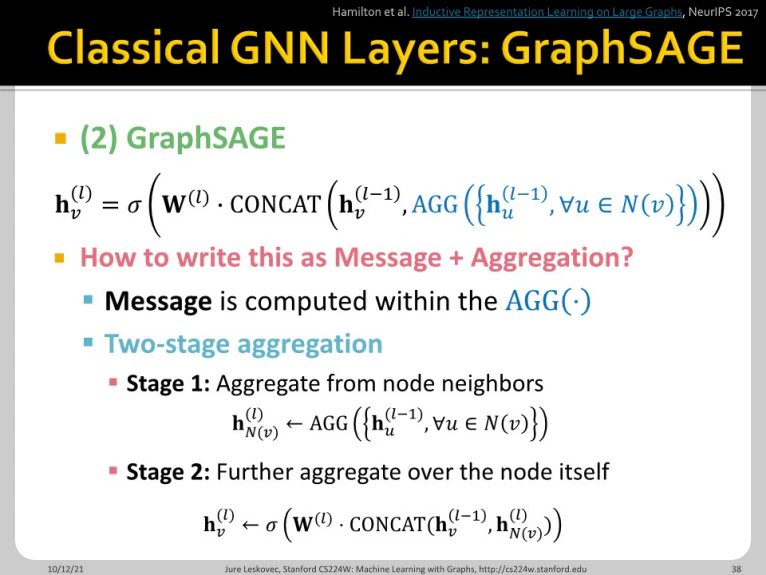 Hamilton et al. Inductive Representation Learning on Large Graphs, NeurIPS 2017
Classical GNN Layers: GraphSAGE
▪ (2) GraphSAGE
𝐡_v^(l) = σ(𝐖^(l) · CONCAT(𝐡_v^(l−1), AGG({𝐡_u^(l−1), ∀u ∈ N(v)})))
▪ How to write this as Message + Aggregation?
▪ Message is computed within the AGG(·)
▪ Two-stage aggregation
▪ Stage 1: Aggregate from node neighbors
𝐡_N(v)^(l) ← AGG({𝐡_u^(l−1), ∀u ∈ N(v)})
▪ Stage 2: Further aggregate over the node itself
𝐡_v^(l) ← σ(𝐖^(l) · CONCAT(𝐡_v^(l−1), 𝐡_N(v)^(l)))
10/12/21 Jure Leskovec, Stanford CS224W: Machine Learning with Graphs, http://cs224w.stanford.edu 38